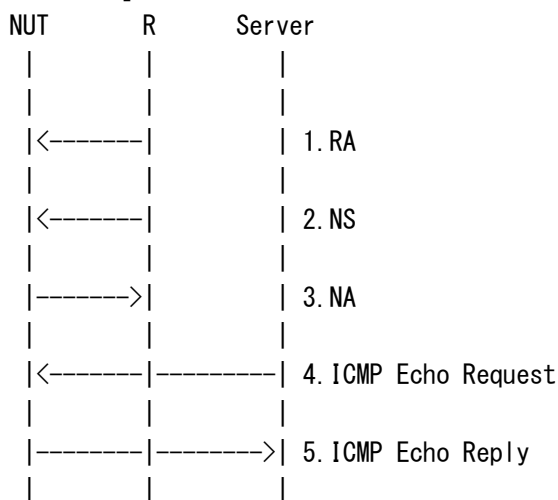 NUT R Server
1.RA
2.NS
3.NA
4.ICMP Echo Request
5.ICMP Echo Reply